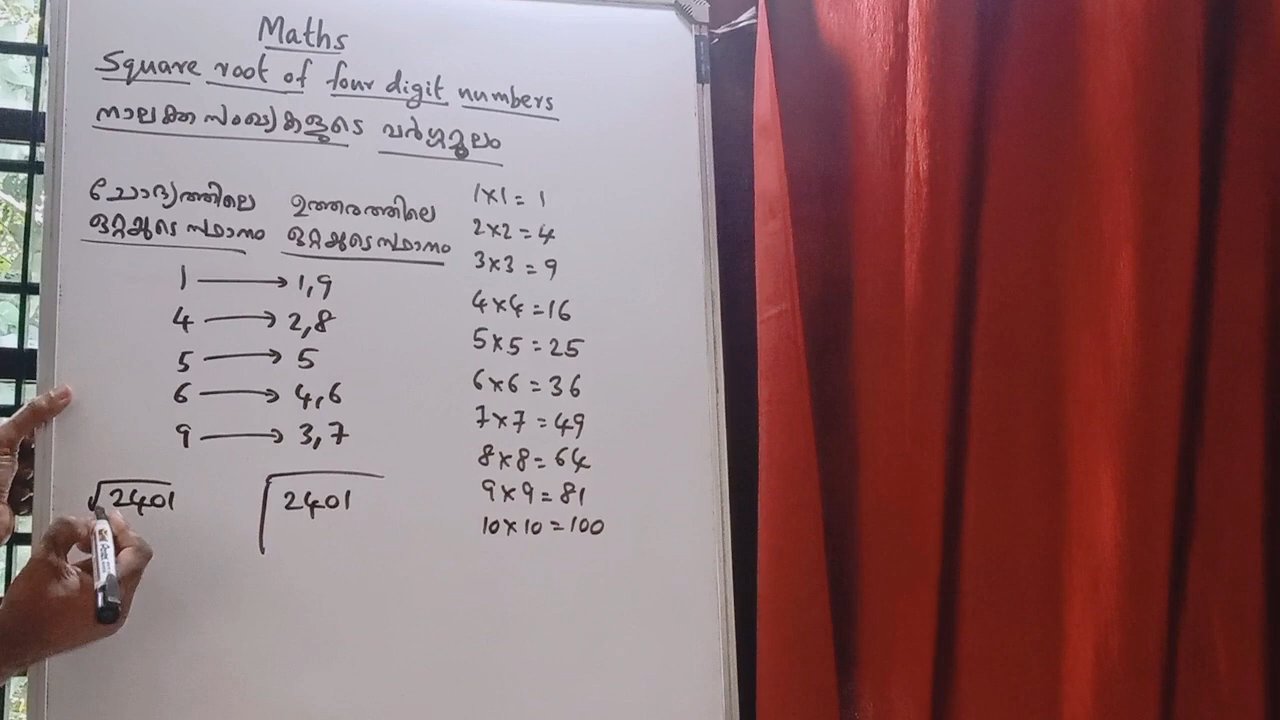 Maths
Square root of four digit numbers
നാലക്ക സംഖ്യകളുടെ വർഗ്ഗമൂലം
ചോദ്യത്തിലെ ഒറ്റയുടെ സ്ഥാനം
ഉത്തരത്തിലെ ഒറ്റയുടെ സ്ഥാനം
1 → 1,9
4 → 2,8
5 → 5
6 → 4,6
9 → 3,7
√2401
2401
1×1 = 1
2×2 = 4
3×3 = 9
4×4 = 16
5×5 = 25
6×6 = 36
7×7 = 49
8×8 = 64
9×9 = 81
10×10 = 100